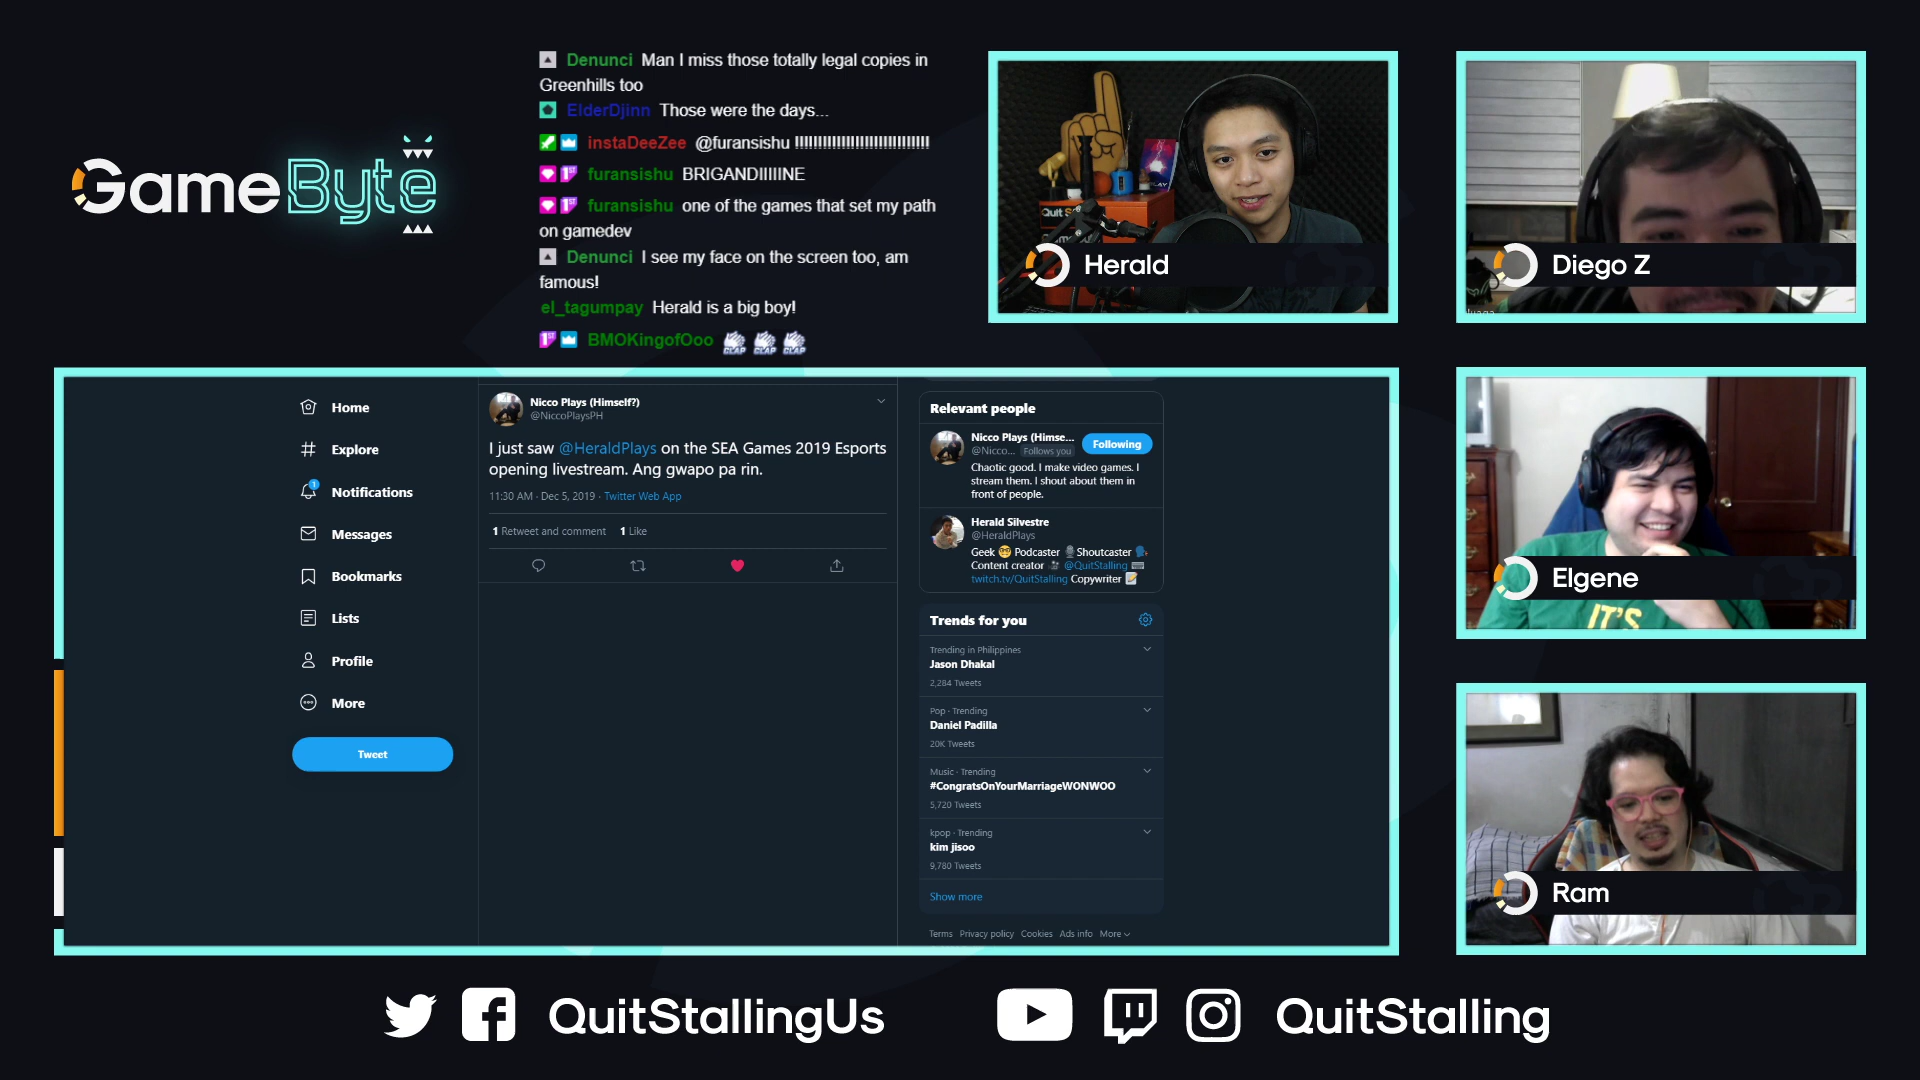 GameByte
Denunci Man I miss those totally legal copies in
Greenhills too
ElderDjinn Those were the days...
instaDeeZee @furansishu !!!!!!!!!!!!!!!!!!!!!!!!!!!!!!
furansishu BRIGANDIIIIINE
furansishu one of the games that set my path
on gamedev
Denunci I see my face on the screen too, am
famous!
el_tagumpay Herald is a big boy!
BMOKingofOoo CLAP CLAP CLAP
Herald
Diego Z
Elgene
IT'S
Ram
Home
Explore
1
Notifications
Messages
Bookmarks
Lists
Profile
More
Tweet
Nicco Plays (Himself?)
@NiccoPlaysPH
I just saw @HeraldPlays on the SEA Games 2019 Esports
opening livestream. Ang gwapo pa rin.
11:30 AM · Dec 5, 2019 · Twitter Web App
1 Retweet and comment 1 Like
Relevant people
Nicco Plays (Himse...
@Nicco... Follows you
Following
Chaotic good. I make video games. I
stream them. I shout about them in
front of people.
Herald Silvestre
@HeraldPlays
Geek Podcaster Shoutcaster
Content creator @QuitStalling
twitch.tv/QuitStalling Copywriter
Trends for you
Trending in Philippines
Jason Dhakal
2,284 Tweets
Pop · Trending
Daniel Padilla
20K Tweets
Music · Trending
#CongratsOnYourMarriageWONWOO
5,720 Tweets
kpop · Trending
kim jisoo
9,780 Tweets
Show more
Terms Privacy policy Cookies Ads info More
QuitStallingUs
QuitStalling